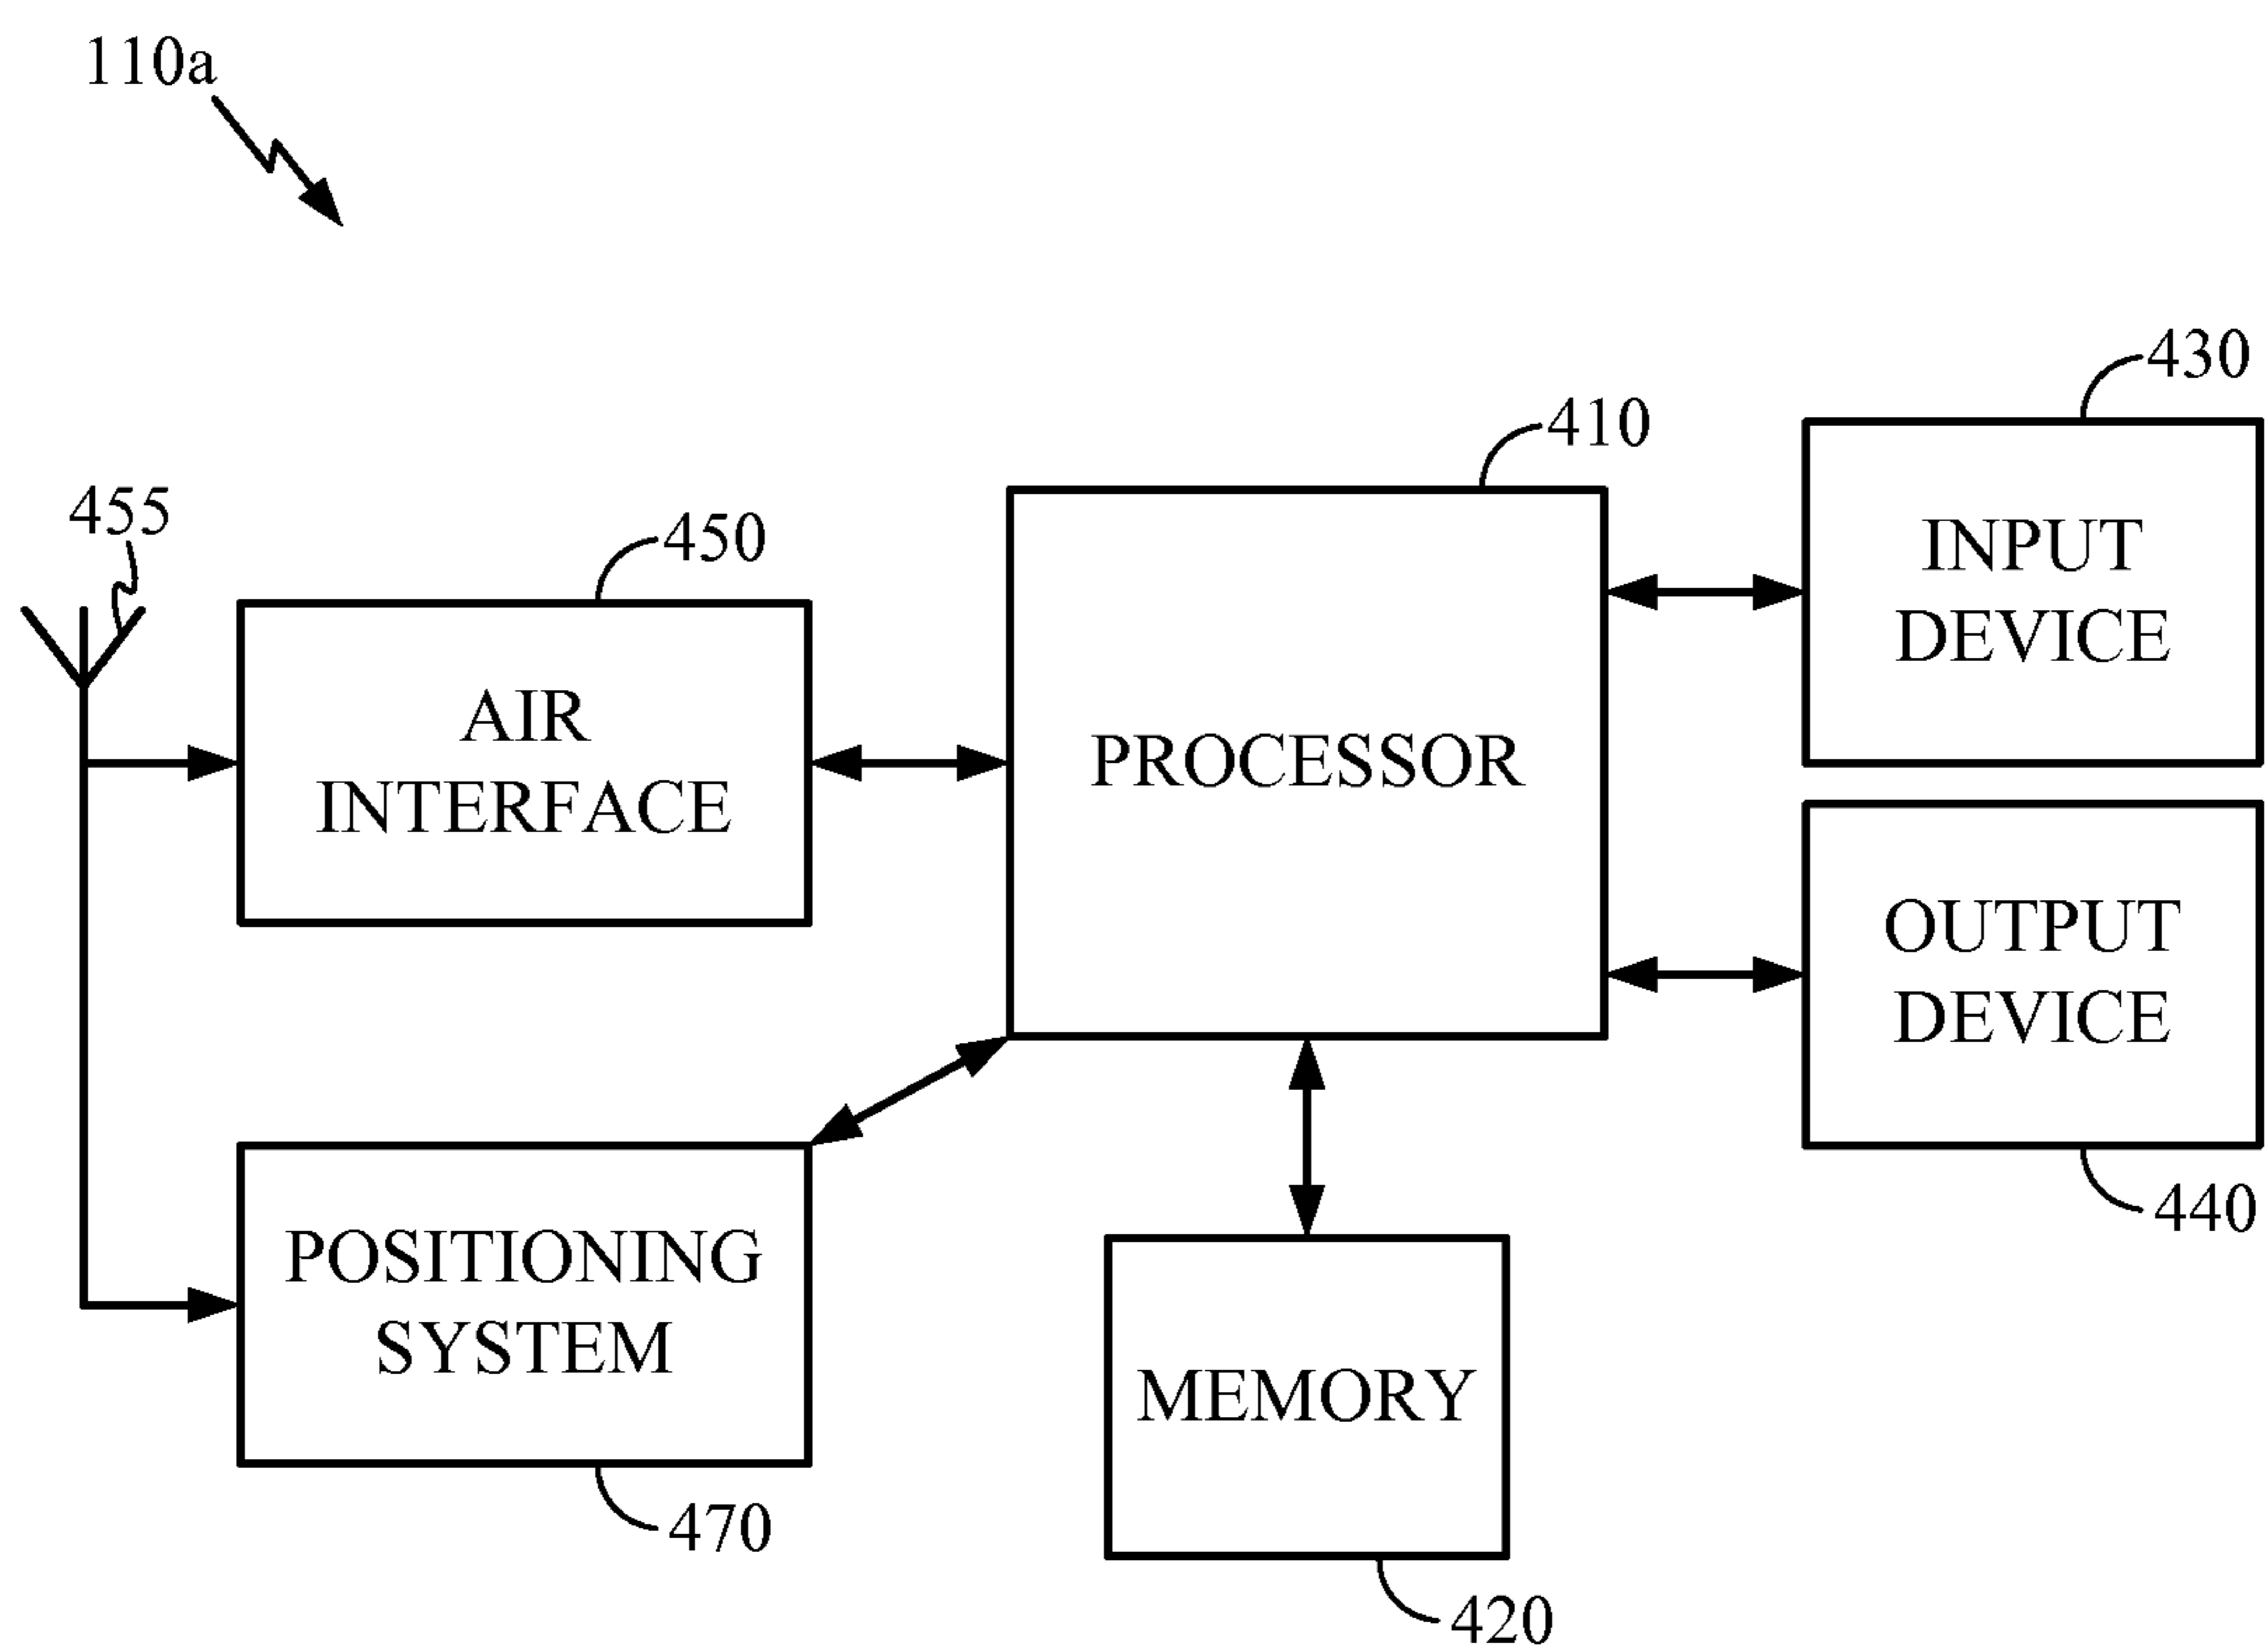 110a
430
410
455
450
INPUT
DEVICE
AIR
INTERFACE
PROCESSOR
OUTPUT
DEVICE
440
POSITIONING
SYSTEM
MEMORY
470
420